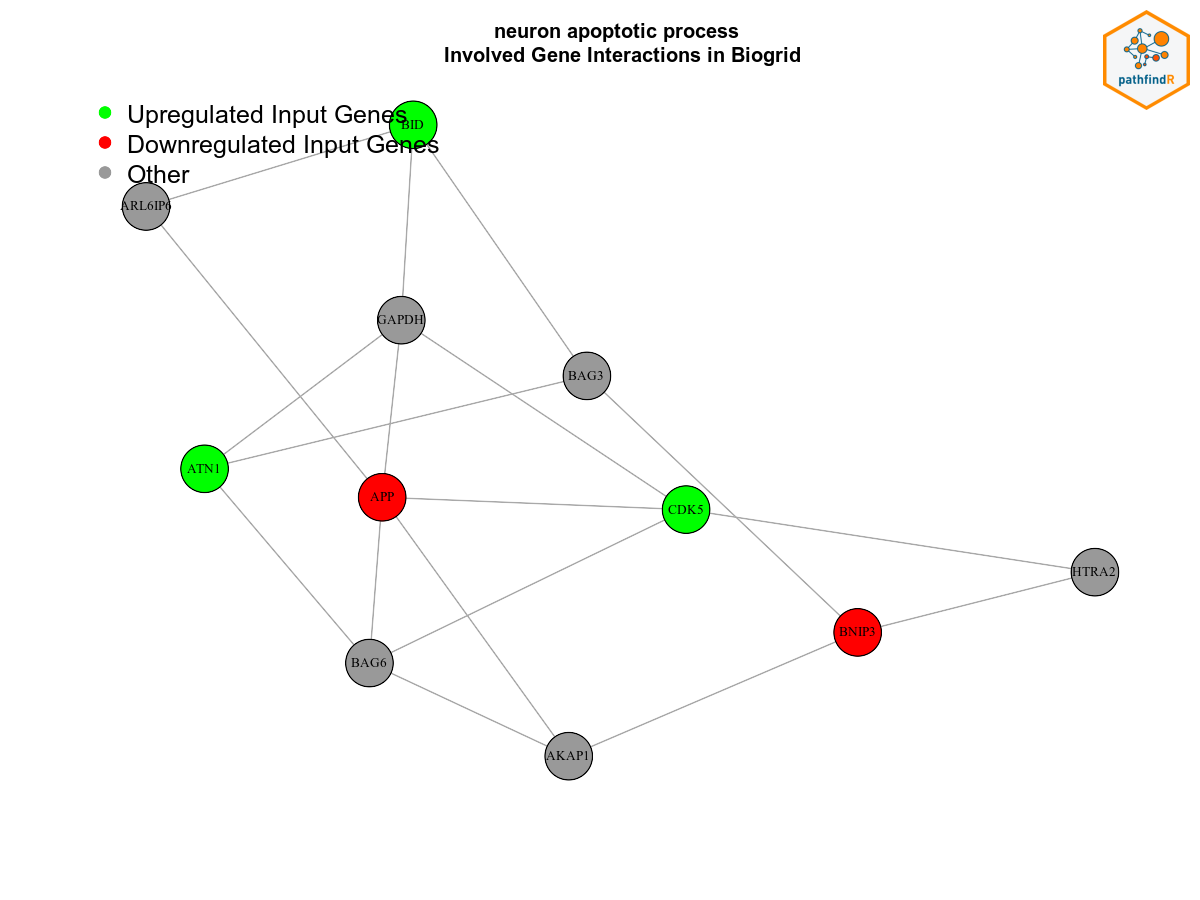 neuron apoptotic process
Involved Gene Interactions in Biogrid
pathfindR
Upregulated Input Genes
BID
Downregulated Input Genes
Other
ARL6IP6
GAPDH
BAG3
ATN1
APP
CDK5
HTRA2
BNIP3
BAG6
AKAP1